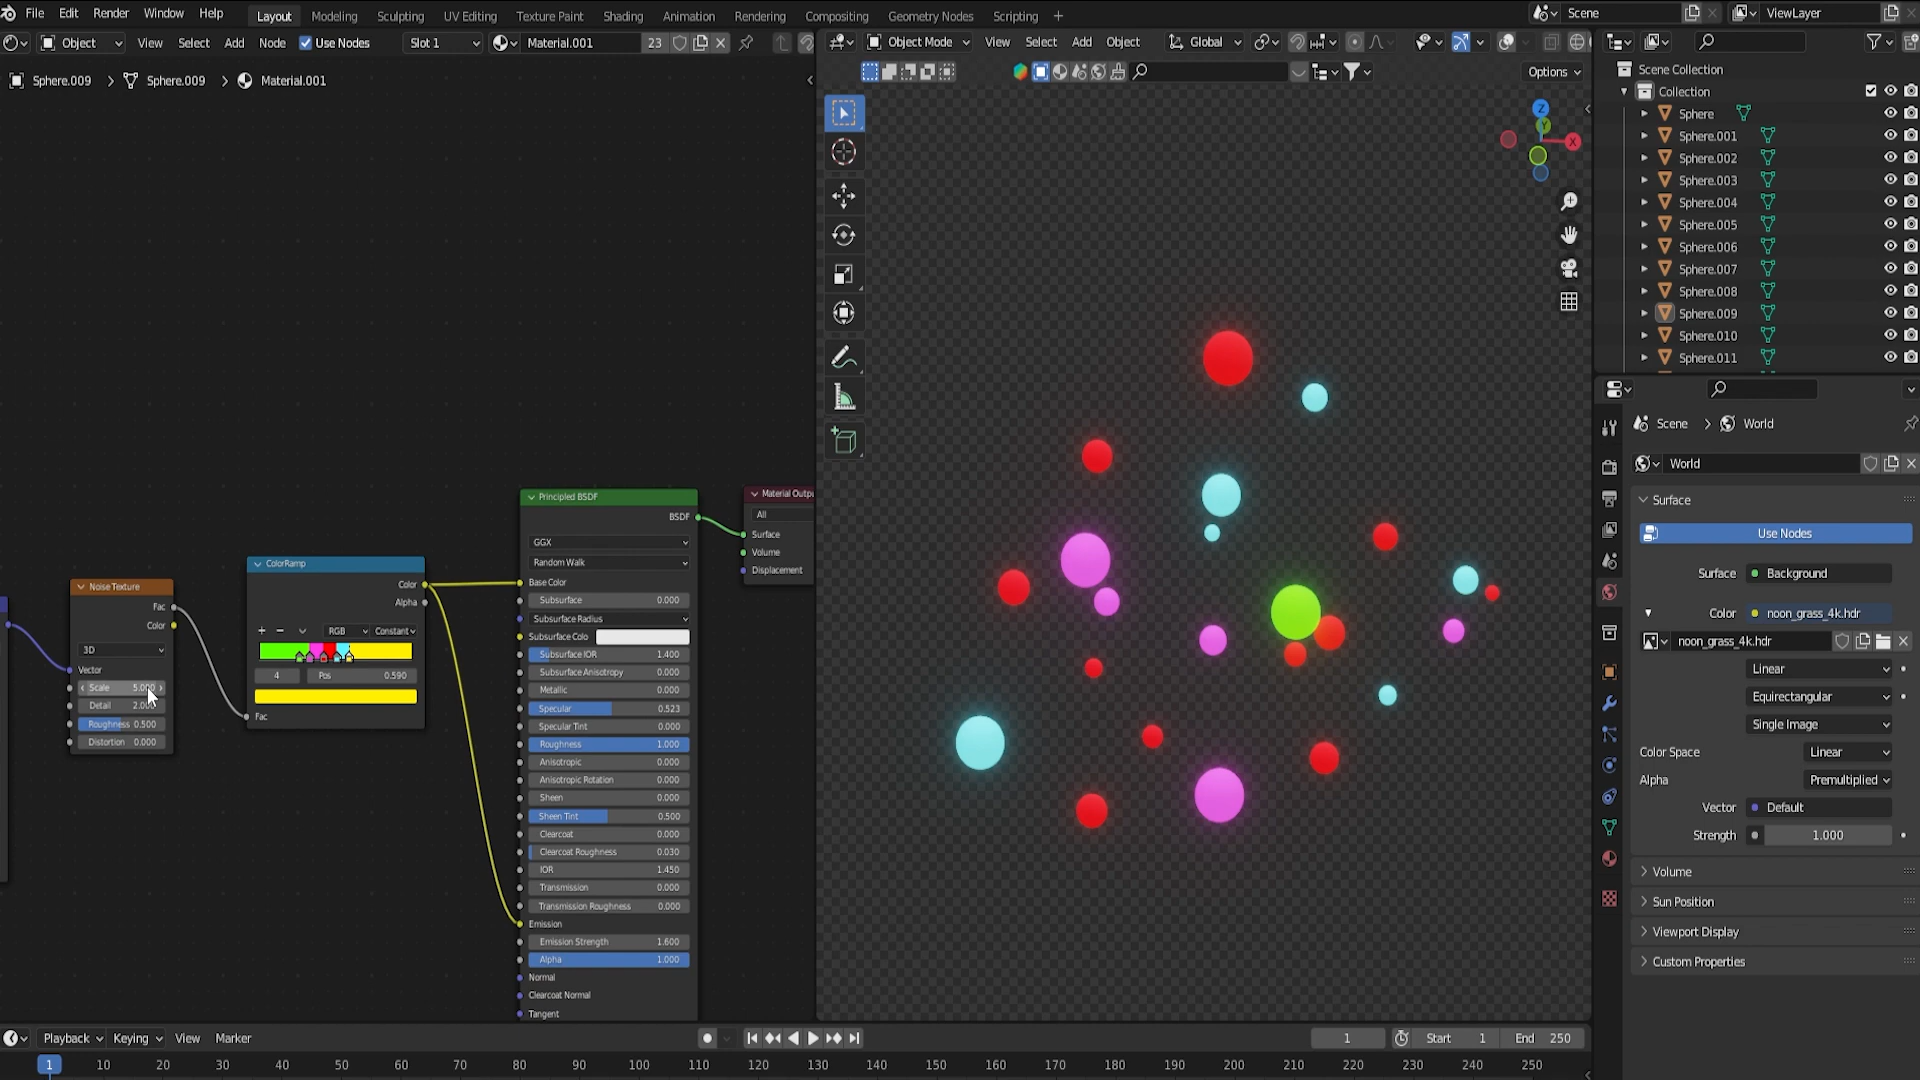 File Edit Render Window Help Layout Modeling Sculpting UV Editing Texture Paint Shading Animation Rendering Compositing Geometry Nodes Scripting + Scene ViewLayer
Object View Select Add Node Use Nodes Slot 1 Material.001 23 Object Mode View Select Add Object Global
Options
Sphere.009 Sphere.009 Material.001
Z
Y
X
Scene Collection
Collection
Sphere
Sphere.001
Sphere.002
Sphere.003
Sphere.004
Sphere.005
Sphere.006
Sphere.007
Sphere.008
Sphere.009
Sphere.010
Sphere.011
Noise Texture
Fac
Color
3D
Vector
Scale
Detail
Roughness 0.500
Distortion 0.000
ColorRamp
Color
Alpha
+ − RGB Constant
4 Pos 0.590
Fac
Principled BSDF
BSDF
GGX
Random Walk
Base Color
Subsurface 0.000
Subsurface Radius
Subsurface Colo
Subsurface IOR 1.400
Subsurface Anisotropy 0.000
Metallic 0.000
Specular 0.523
Specular Tint 0.000
Roughness 1.000
Anisotropic 0.000
Anisotropic Rotation 0.000
Sheen 0.000
Sheen Tint 0.500
Clearcoat 0.000
Clearcoat Roughness 0.030
IOR 1.450
Transmission 0.000
Transmission Roughness 0.000
Emission
Emission Strength 1.600
Alpha 1.000
Normal
Clearcoat Normal
Tangent
Material Outpu
All
Surface
Volume
Displacement
Scene World
World
Surface
Use Nodes
Surface Background
Color noon_grass_4k.hdr
noon_grass_4k.hdr
Linear
Equirectangular
Single Image
Color Space Linear
Alpha Premultiplied
Vector Default
Strength 1.000
Volume
Sun Position
Viewport Display
Custom Properties
Playback Keying View Marker 1 Start 1 End 250
1 10 20 30 40 50 60 70 80 90 100 110 120 130 140 150 160 170 180 190 200 210 220 230 240 250